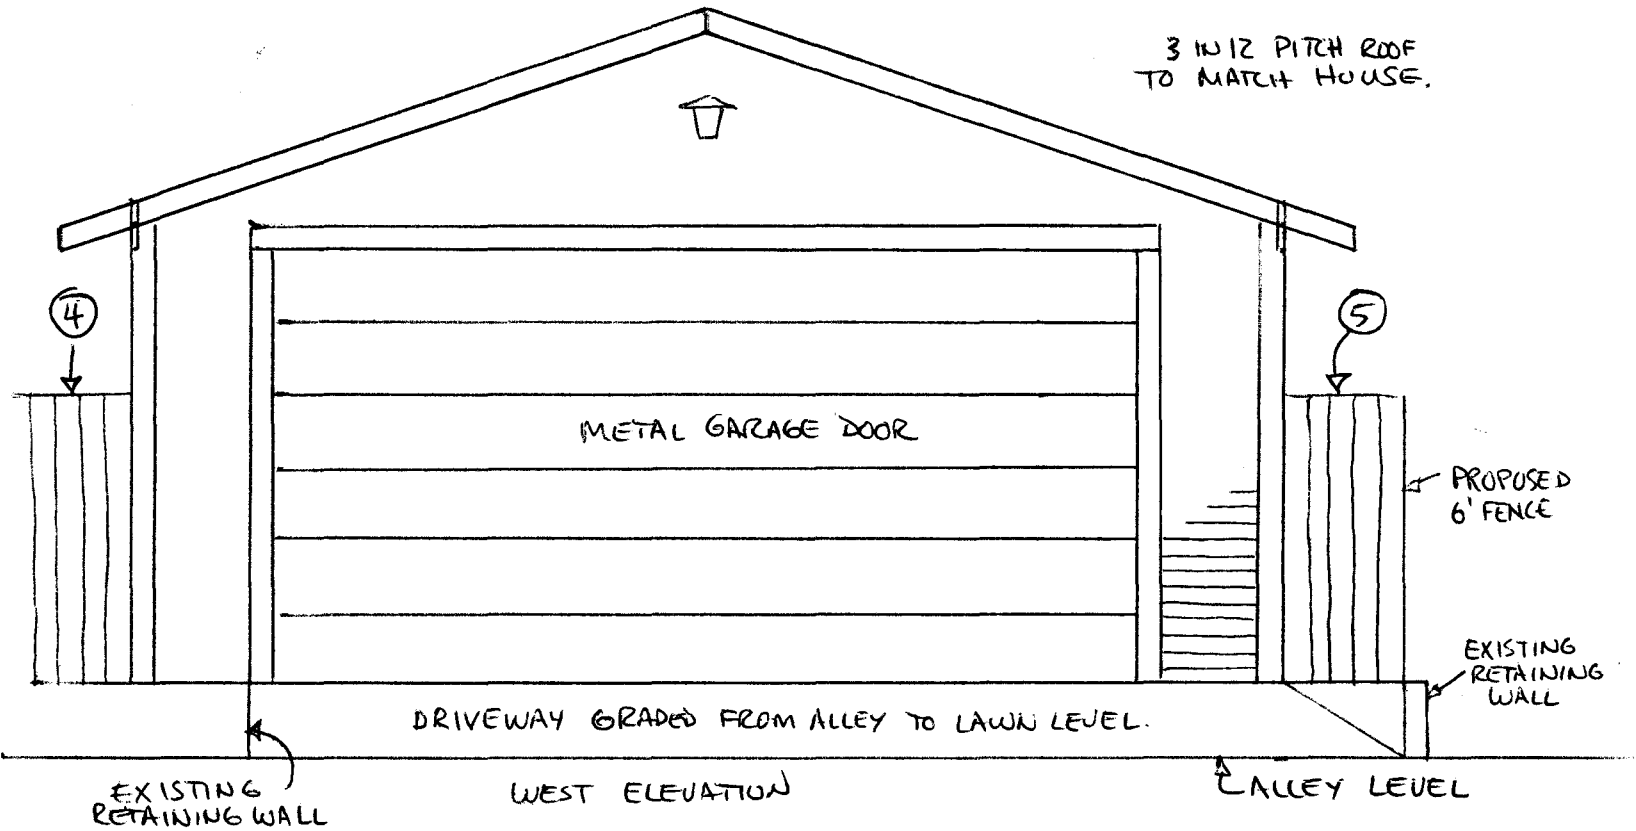 3 IN 12 PITCH ROOF
TO MATCH HOUSE.
4
5
METAL GARAGE DOOR
PROPOSED
6' FENCE
EXISTING
RETAINING
WALL
DRIVEWAY GRADED FROM ALLEY TO LAWN LEVEL.
EXISTING
RETAINING WALL
WEST ELEVATION
ALLEY LEVEL